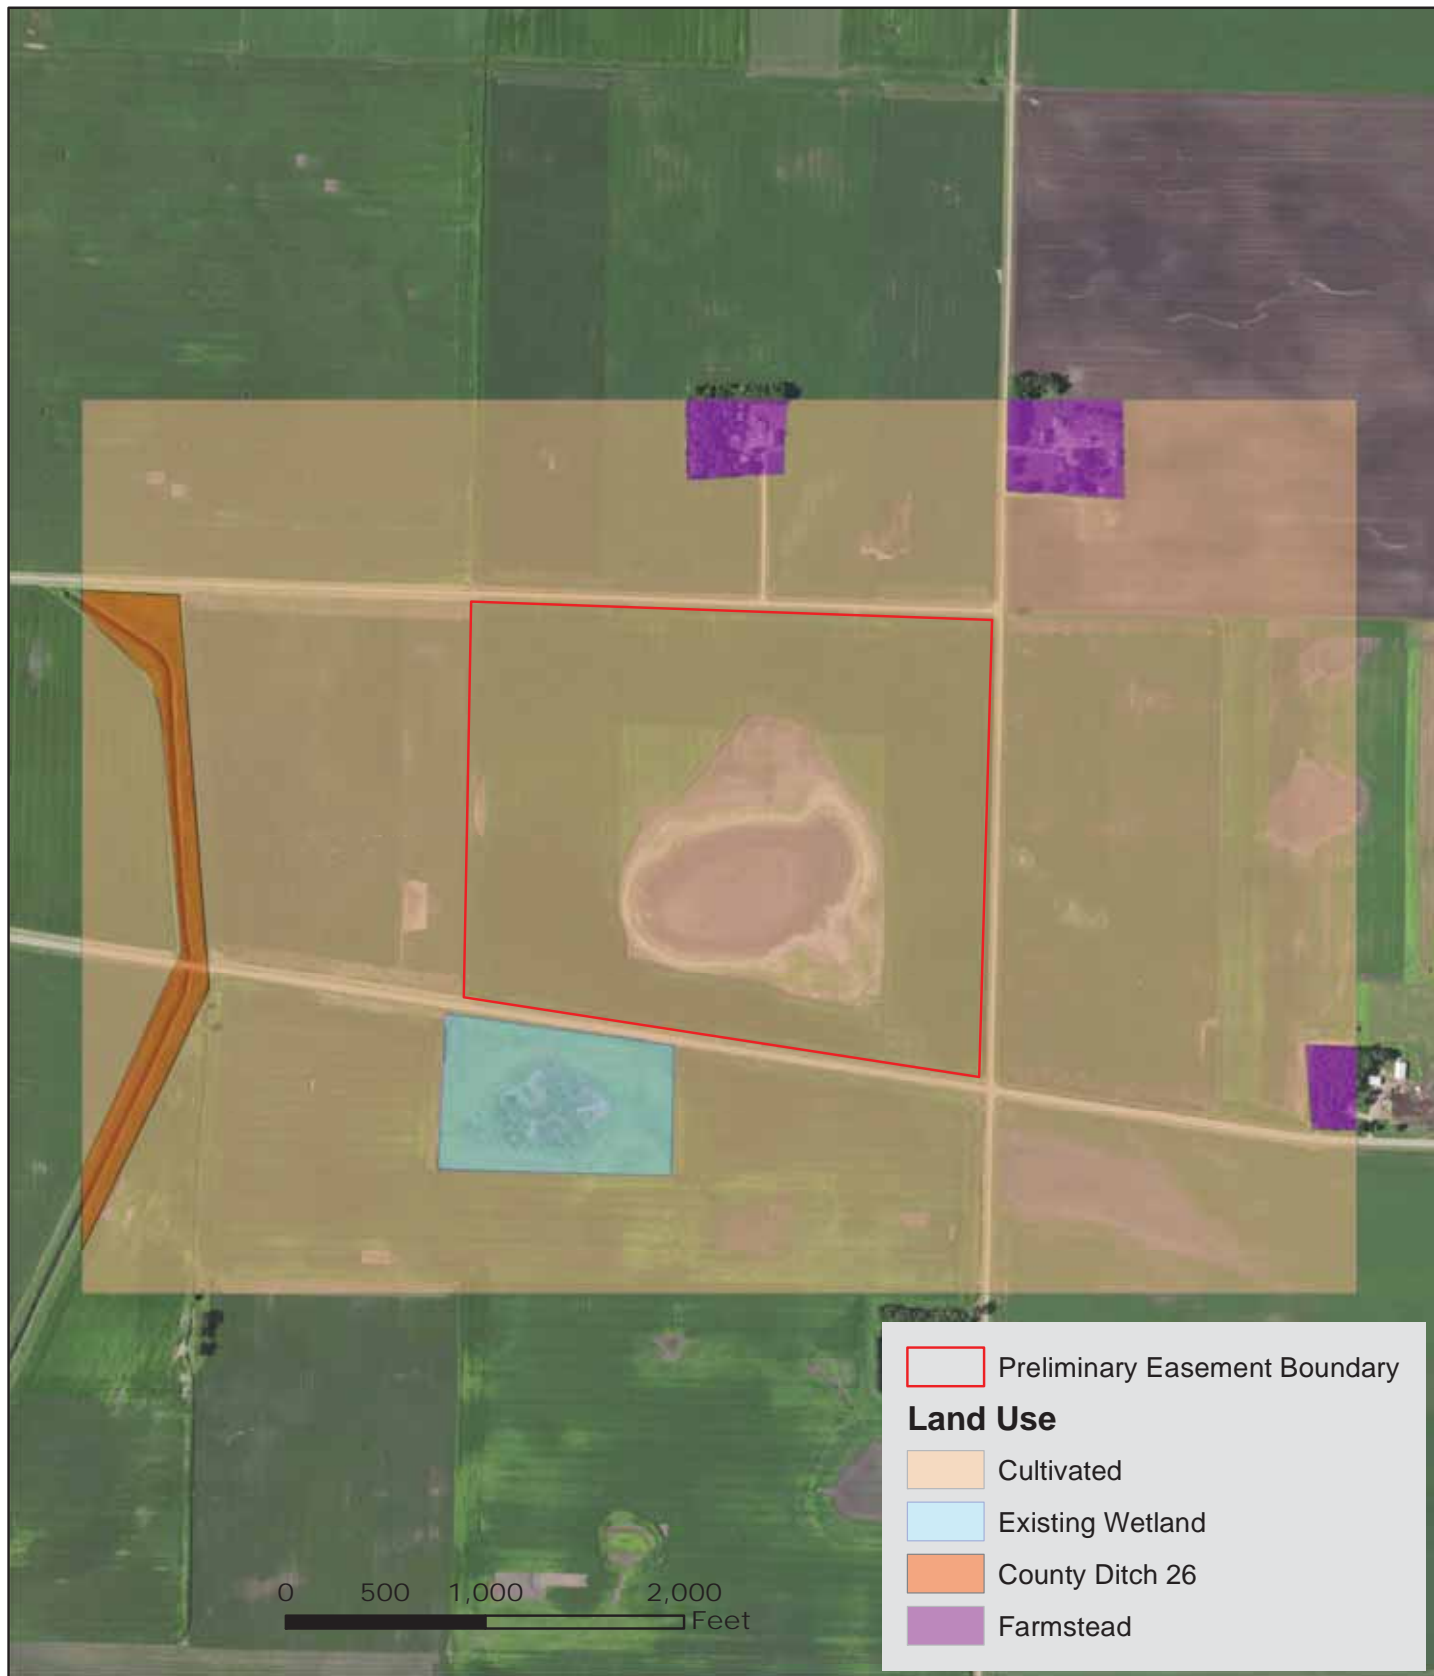 Preliminary Easement Boundary
Land Use
Cultivated
Existing Wetland
County Ditch 26
Farmstead
0 500 1,000 2,000
Feet